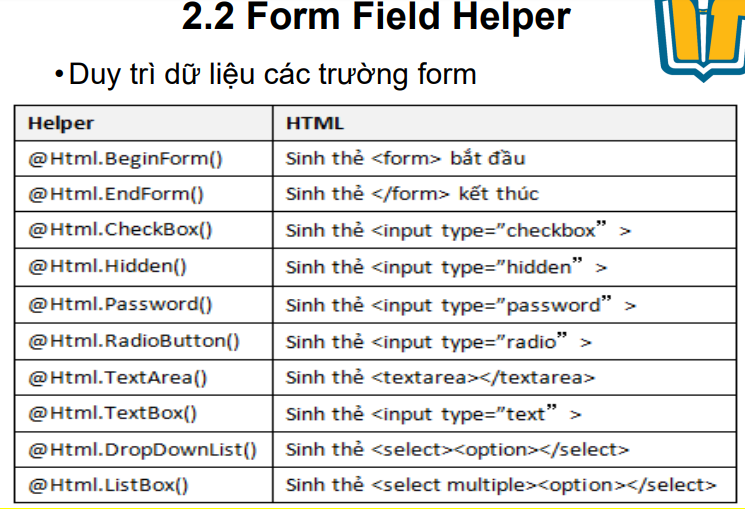 2.2 Form Field Helper
•Duy trì dữ liệu các trường form
Helper HTML
@Html.BeginForm() Sinh thẻ <form> bắt đầu
@Html.EndForm() Sinh thẻ </form> kết thúc
@Html.CheckBox() Sinh thẻ <input type=”checkbox” >
@Html.Hidden() Sinh thẻ <input type=”hidden” >
@Html.Password() Sinh thẻ <input type=”password” >
@Html.RadioButton() Sinh thẻ <input type=”radio” >
@Html.TextArea() Sinh thẻ <textarea></textarea>
@Html.TextBox() Sinh thẻ <input type=”text” >
@Html.DropDownList() Sinh thẻ <select><option></select>
@Html.ListBox() Sinh thẻ <select multiple><option></select>